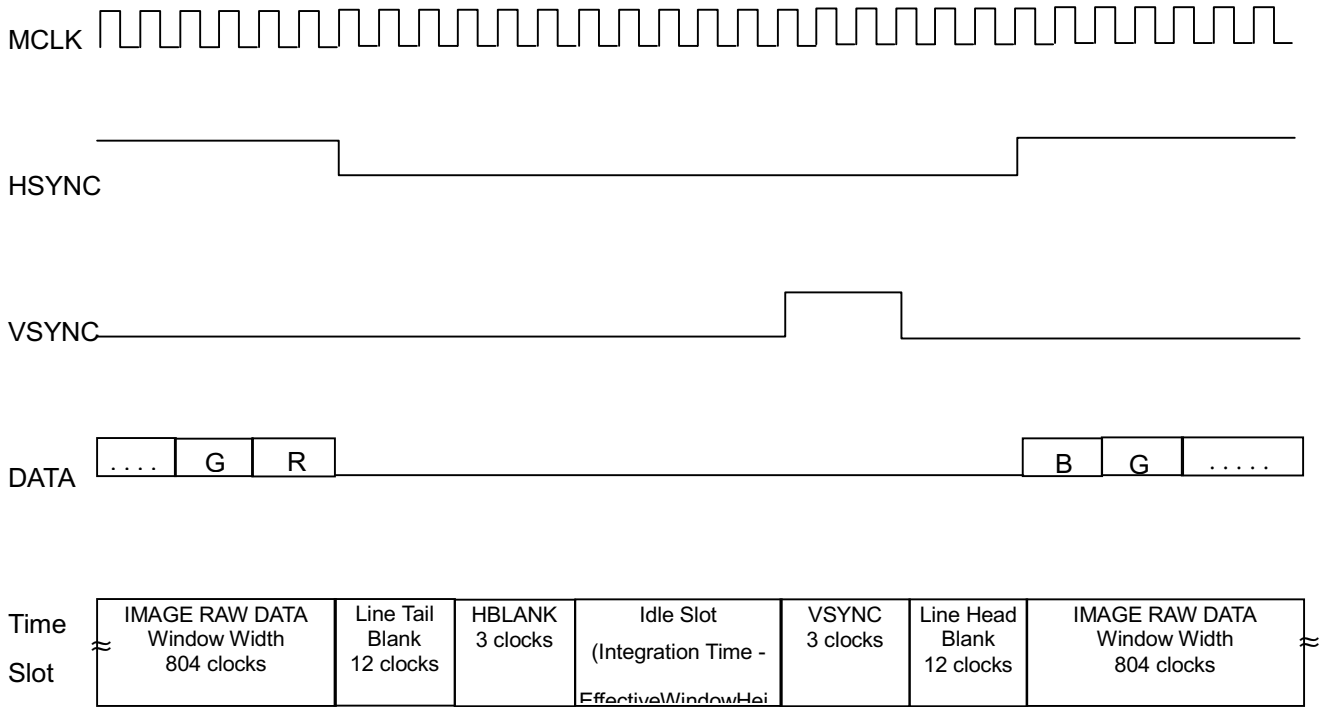 MCLK
HSYNC
VSYNC
DATA
. . . .
G
R
B
G
. . . . .
Time
Slot
≈
IMAGE RAW DATA
Window Width
804 clocks
Line Tail
Blank
12 clocks
HBLANK
3 clocks
Idle Slot
(Integration Time -
EffectiveWindowHei
VSYNC
3 clocks
Line Head
Blank
12 clocks
IMAGE RAW DATA
Window Width
804 clocks
≈